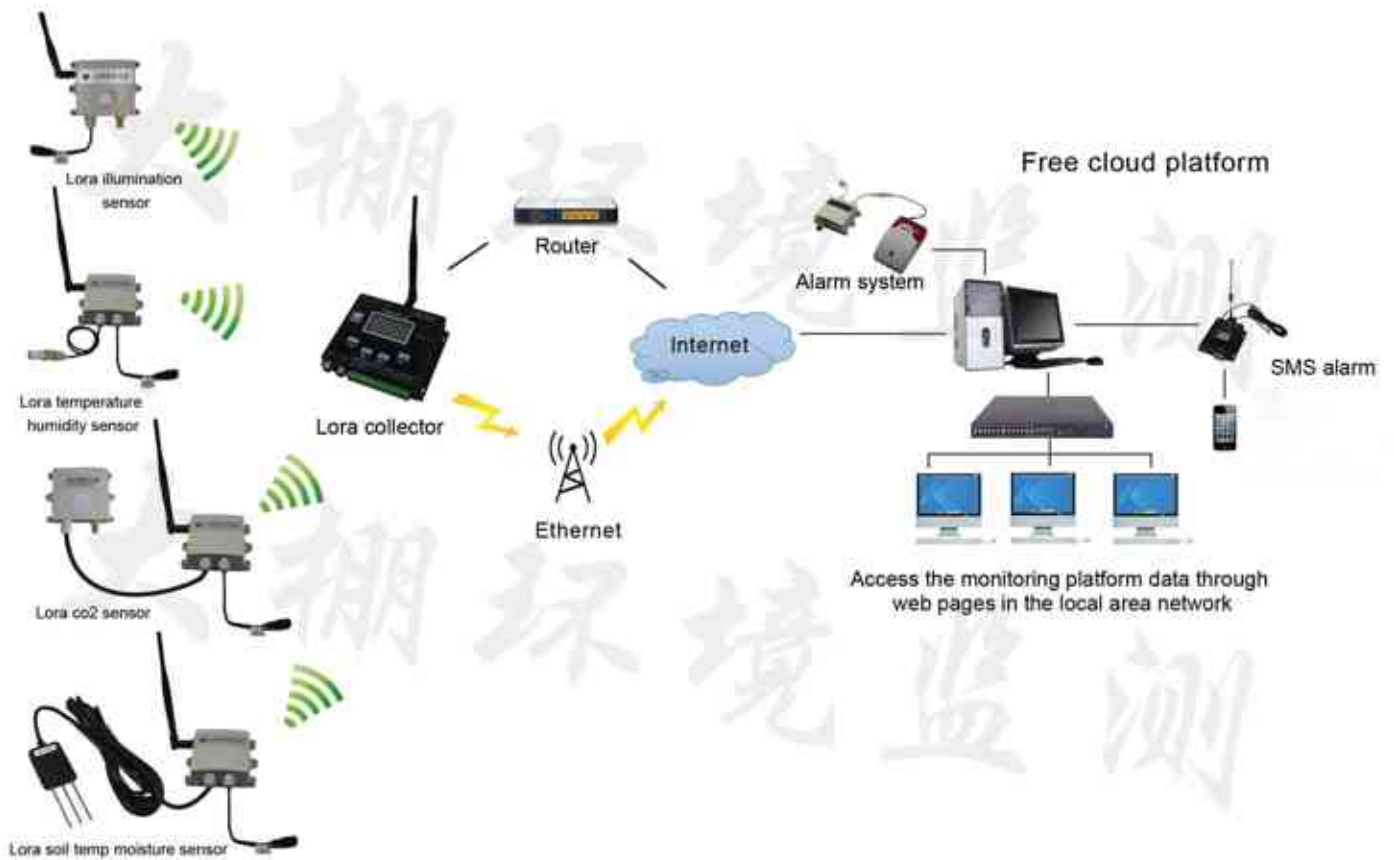 大棚环境监测
Free cloud platform
Lora illumination
sensor
Router
Alarm system
Internet
SMS alarm
Lora temperature
humidity sensor
Lora collector
Ethernet
Access the monitoring platform data through
web pages in the local area network
Lora co2 sensor
大棚环境监测
Lora soil temp moisture sensor